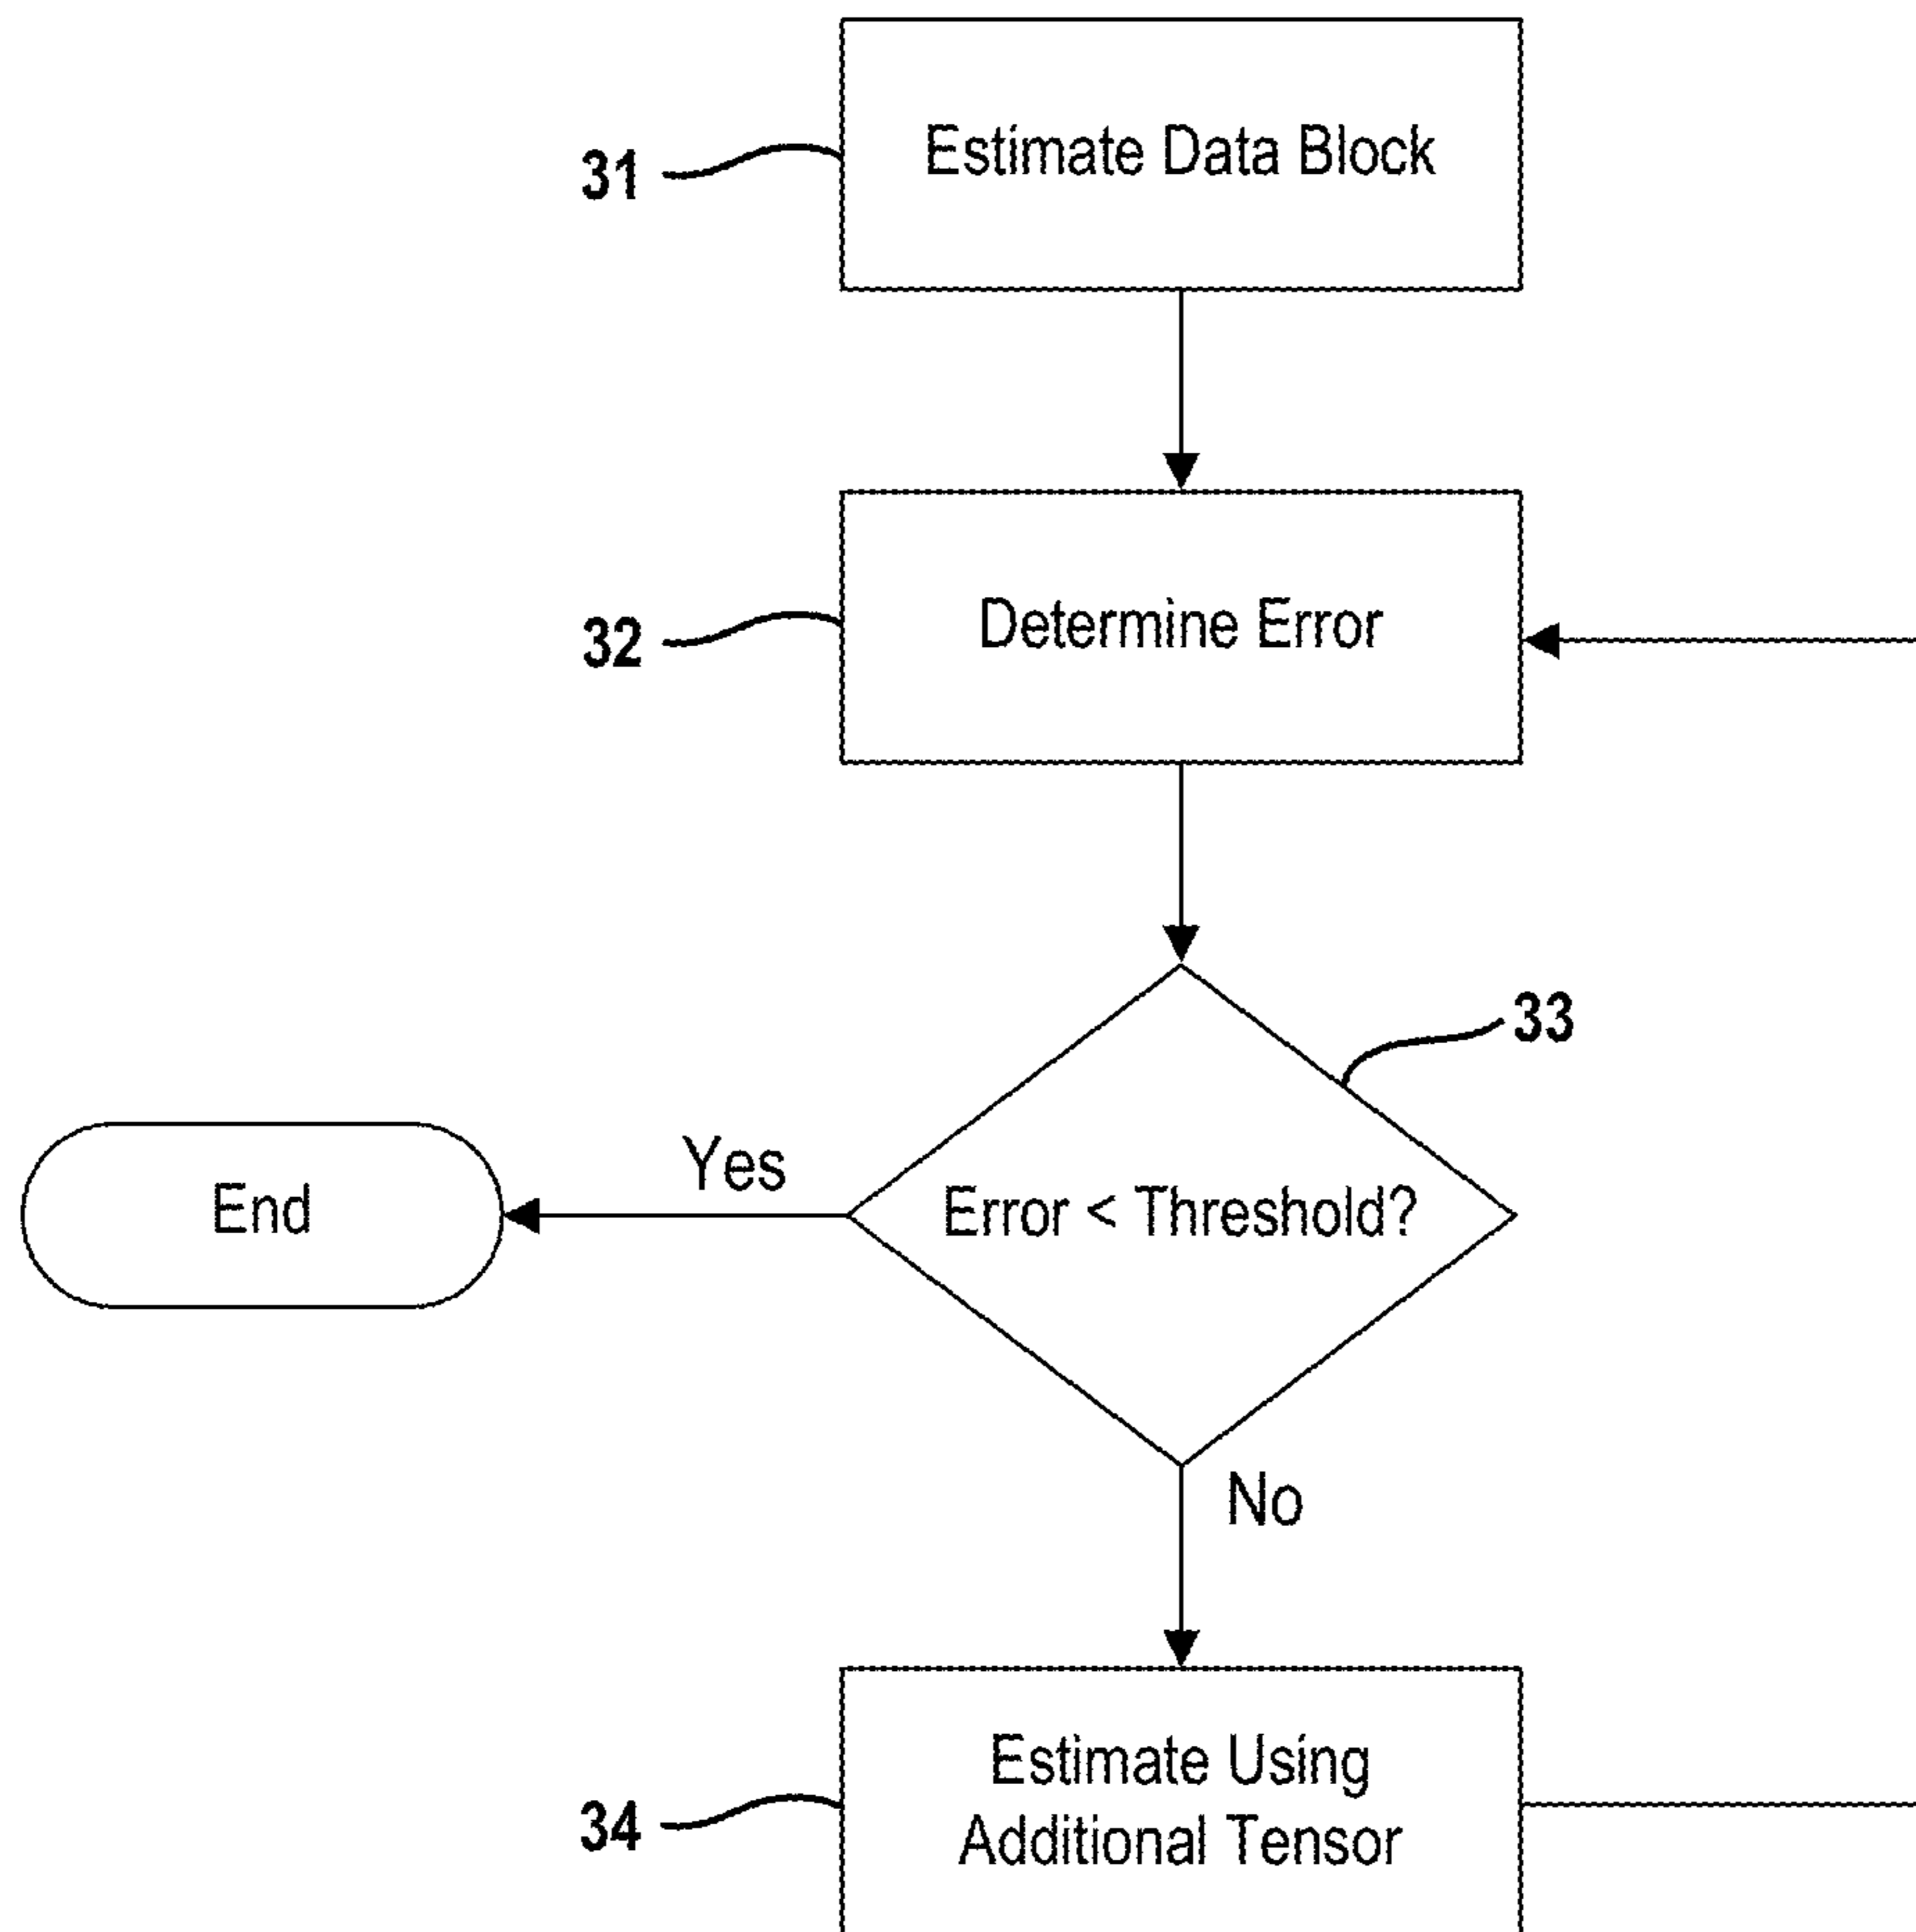 31
Estimate Data Block
32
Determine Error
33
Error < Threshold?
Yes
End
No
34
Estimate Using
Additional Tensor